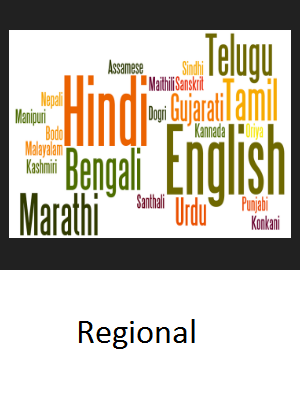 Telugu
Assamese
Sindhi
Hindi
Maithili
Sanskrit
Nepali
Gujarati
Tamil
Manipuri
Dogri
Bodo
Kannada
Oriya
Malayalam
English
Kashmiri
Bengali
Marathi
Santhali
Urdu
Punjabi
Konkani
Regional